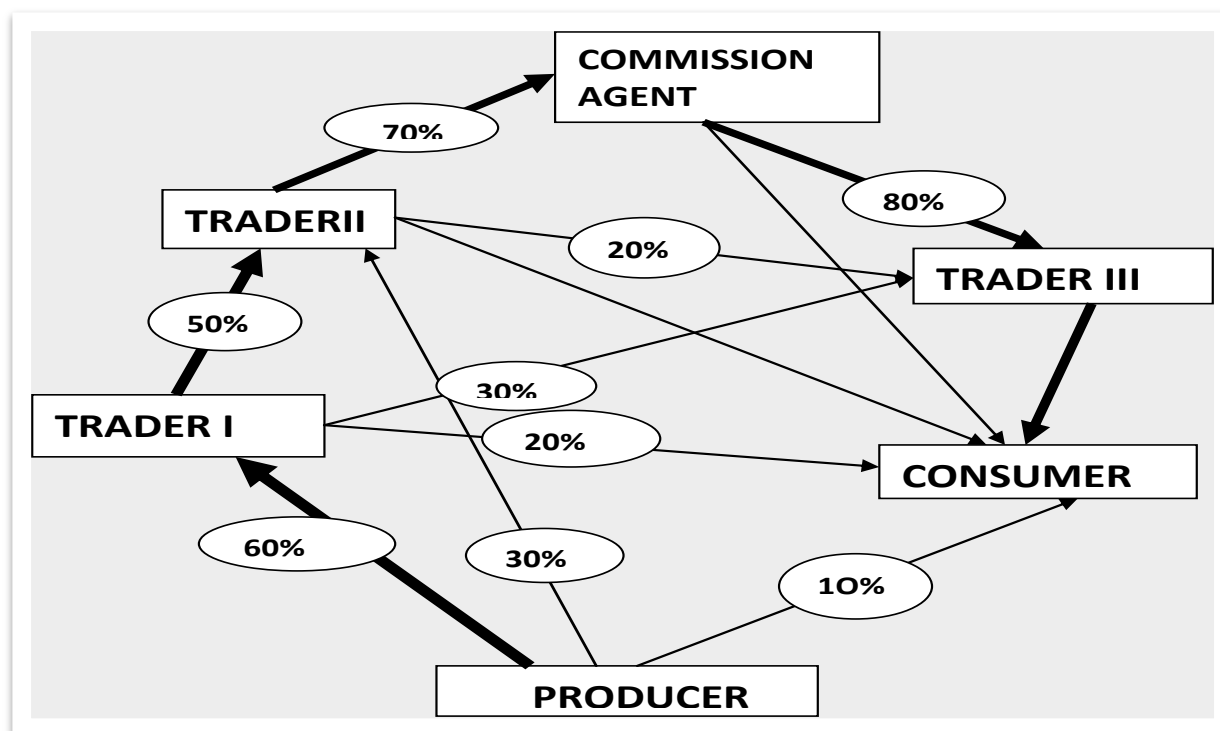 COMMISSION
AGENT
70%
80%
TRADERII
20%
TRADER III
50%
30%
TRADER I
20%
CONSUMER
60%
30%
1O%
PRODUCER